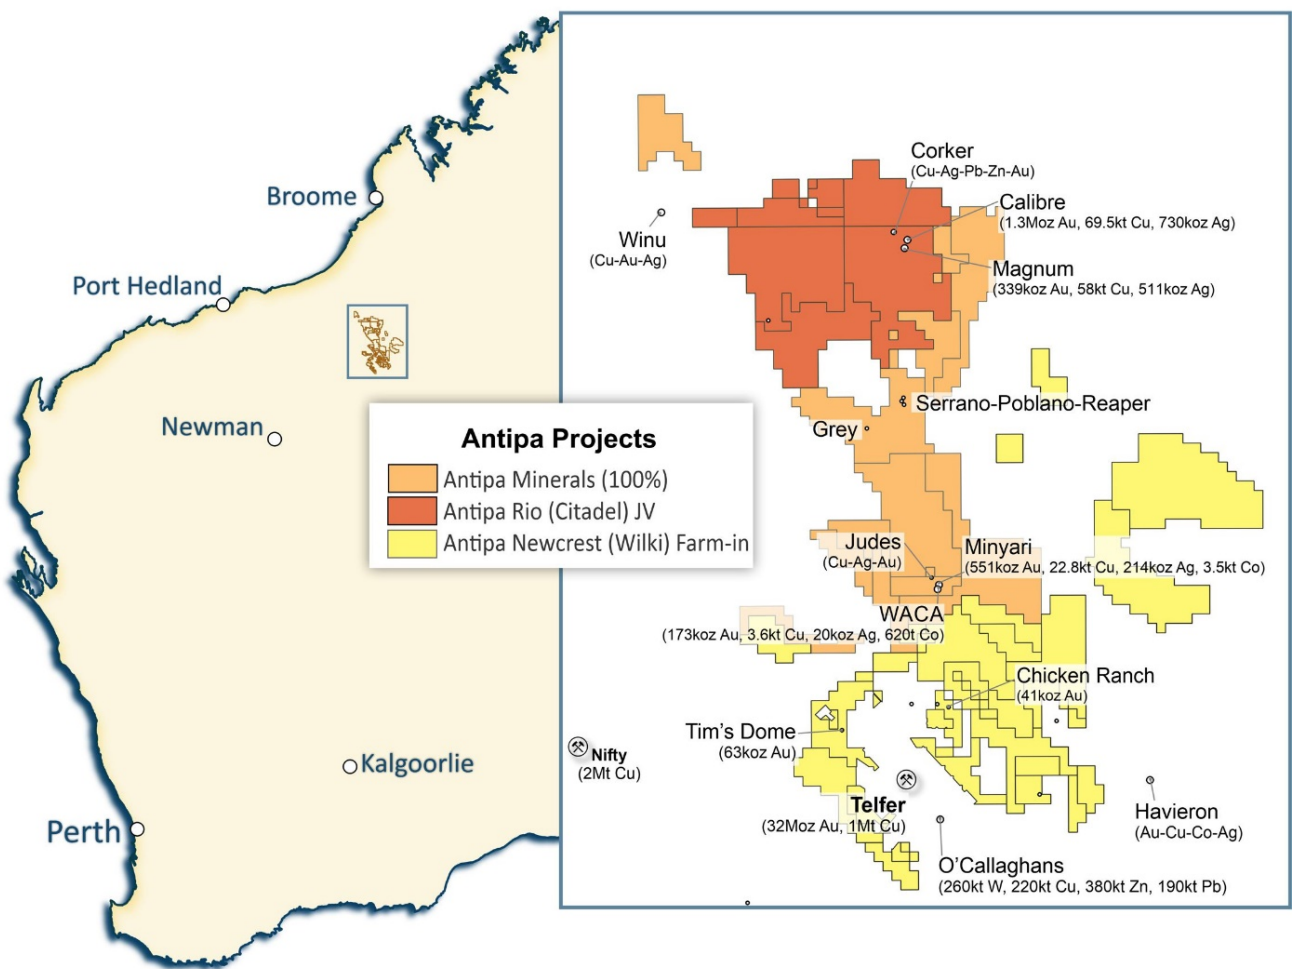 Broome
Port Hedland
Newman
Kalgoorlie
Perth
Antipa Projects
Antipa Minerals (100%)
Antipa Rio (Citadel) JV
Antipa Newcrest (Wilki) Farm-in
Corker
(Cu-Ag-Pb-Zn-Au)
Calibre
(1.3Moz Au, 69.5kt Cu, 730koz Ag)
Winu
(Cu-Au-Ag)
Magnum
(339koz Au, 58kt Cu, 511koz Ag)
Serrano-Poblano-Reaper
Grey
Judes
(Cu-Ag-Au)
Minyari
(551koz Au, 22.8kt Cu, 214koz Ag, 3.5kt Co)
WACA
(173koz Au, 3.6kt Cu, 20koz Ag, 620t Co)
Chicken Ranch
(41koz Au)
Tim's Dome
(63koz Au)
Nifty
(2Mt Cu)
Telfer
(32Moz Au, 1Mt Cu)
Havieron
(Au-Cu-Co-Ag)
O'Callaghans
(260kt W, 220kt Cu, 380kt Zn, 190kt Pb)